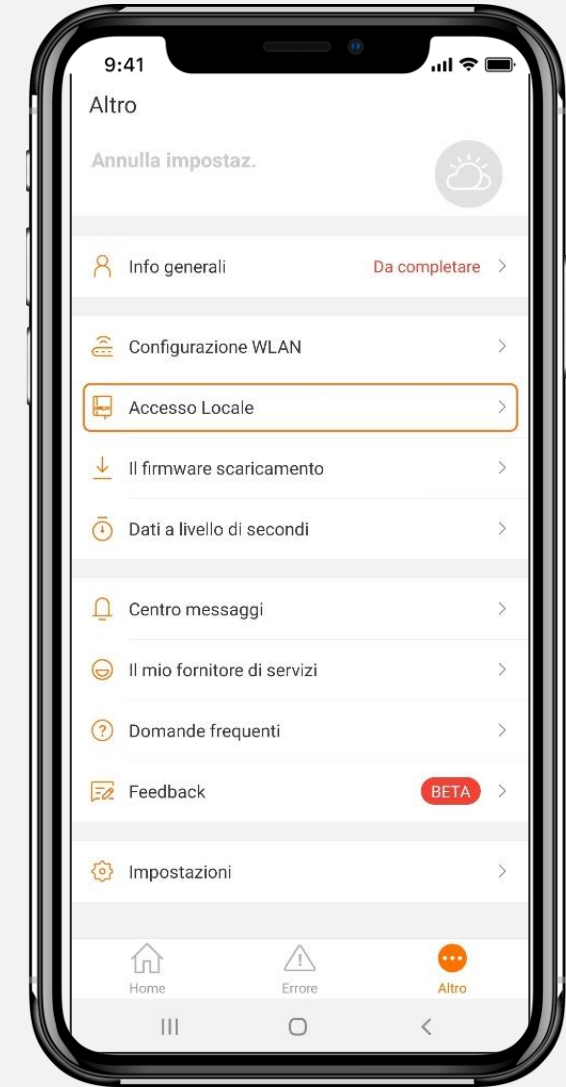 9:41
Altro
Annulla impostaz.
Info generali Da completare
Configurazione WLAN
Accesso Locale
Il firmware scaricamento
Dati a livello di secondi
Centro messaggi
Il mio fornitore di servizi
Domande frequenti
Feedback BETA
Impostazioni
Home Errore Altro